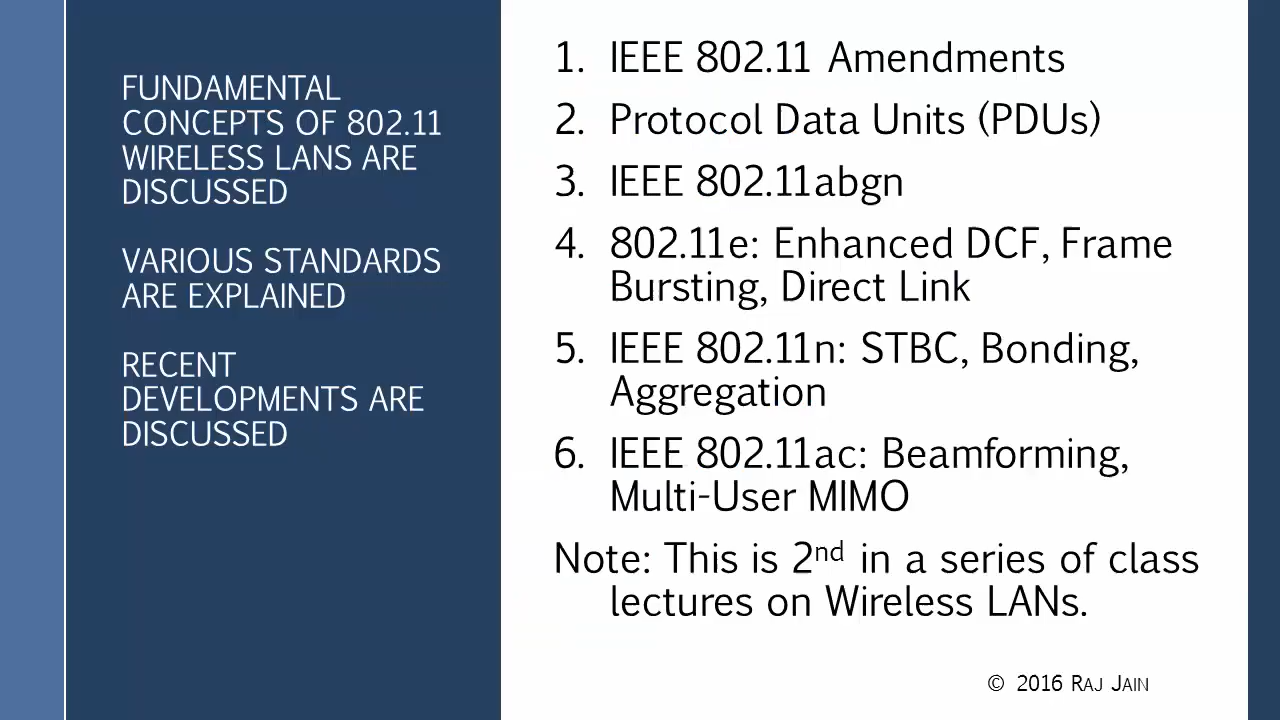 FUNDAMENTAL
CONCEPTS OF 802.11
WIRELESS LANS ARE
DISCUSSED
VARIOUS STANDARDS
ARE EXPLAINED
RECENT
DEVELOPMENTS ARE
DISCUSSED
1. IEEE 802.11 Amendments
2. Protocol Data Units (PDUs)
3. IEEE 802.11abgn
4. 802.11e: Enhanced DCF, Frame
Bursting, Direct Link
5. IEEE 802.11n: STBC, Bonding,
Aggregation
6. IEEE 802.11ac: Beamforming,
Multi-User MIMO
Note: This is 2nd in a series of class
lectures on Wireless LANs.
© 2016 RAJ JAIN